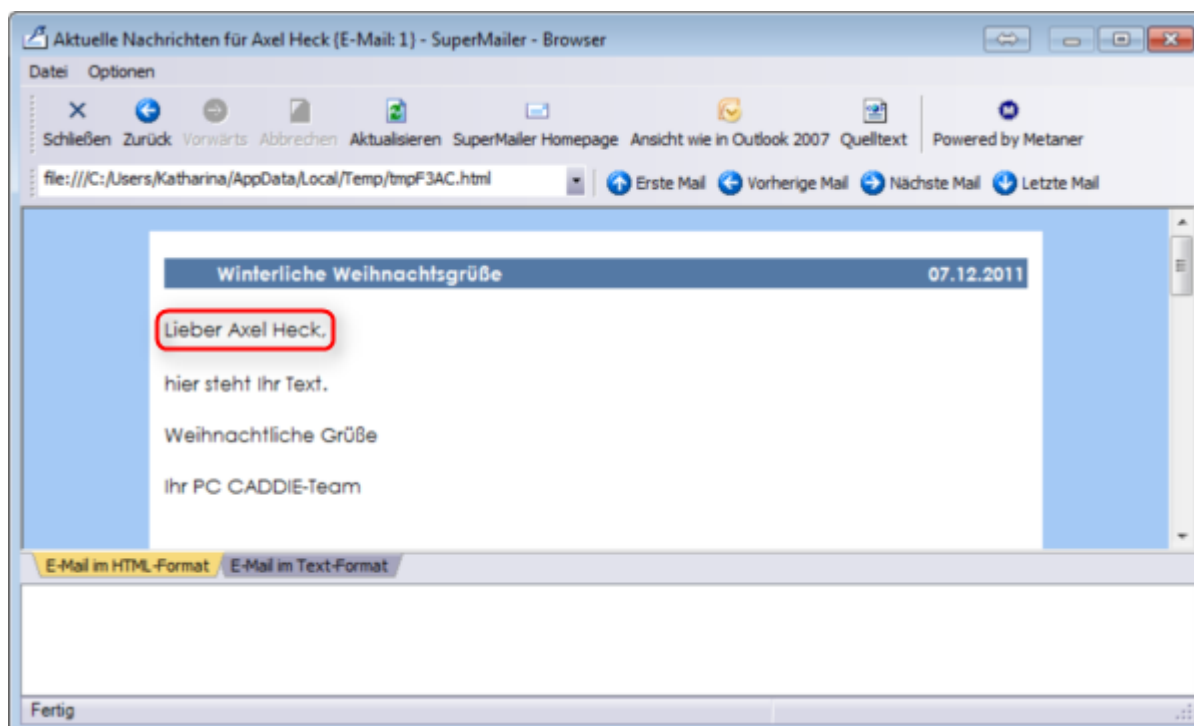 Aktuelle Nachrichten für Axel Heck {E-Mail: 1} - SuperMailer - Browser
Datei Optionen
Schließen Zurück Vorwärts Abbrechen Aktualisieren SuperMailer Homepage Ansicht wie in Outlook 2007 Quelltext Powered by Metaner
file:///C:/Users/Katharina/AppData/Local/Temp/tmpF3AC.html Erste Mail Vorherige Mail Nächste Mail Letzte Mail
Winterliche Weihnachtsgrüße 07.12.2011
Lieber Axel Heck,
hier steht Ihr Text.
Weihnachtliche Grüße
Ihr PC CADDIE-Team
E-Mail im HTML-Format E-Mail im Text-Format
Fertig